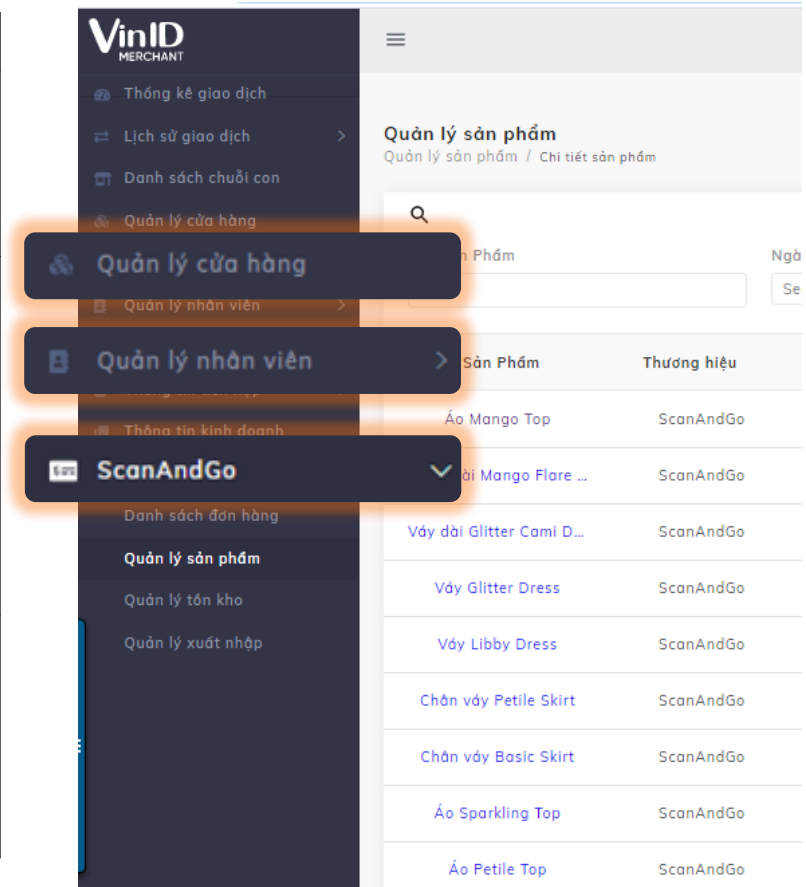 VinID
MERCHANT
Thống kê giao dịch
Lịch sử giao dịch
Danh sách chuỗi con
Quản lý cửa hàng
Quản lý cửa hàng
Quản lý nhân viên
Quản lý nhân viên
Thông tin kinh doanh
ScanAndGo
Danh sách đơn hàng
Quản lý sản phẩm
Quản lý tồn kho
Quản lý xuất nhập
Quản lý sản phẩm
Quản lý sản phẩm / Chi tiết sản phẩm
Phẩm
Sản Phẩm Thương hiệu
Áo Mango Top ScanAndGo
Mango Flare ... ScanAndGo
Váy dài Glitter Cami D... ScanAndGo
Váy Glitter Dress ScanAndGo
Váy Libby Dress ScanAndGo
Chân váy Petile Skirt ScanAndGo
Chân váy Basic Skirt ScanAndGo
Áo Sparkling Top ScanAndGo
Áo Petile Top ScanAndGo